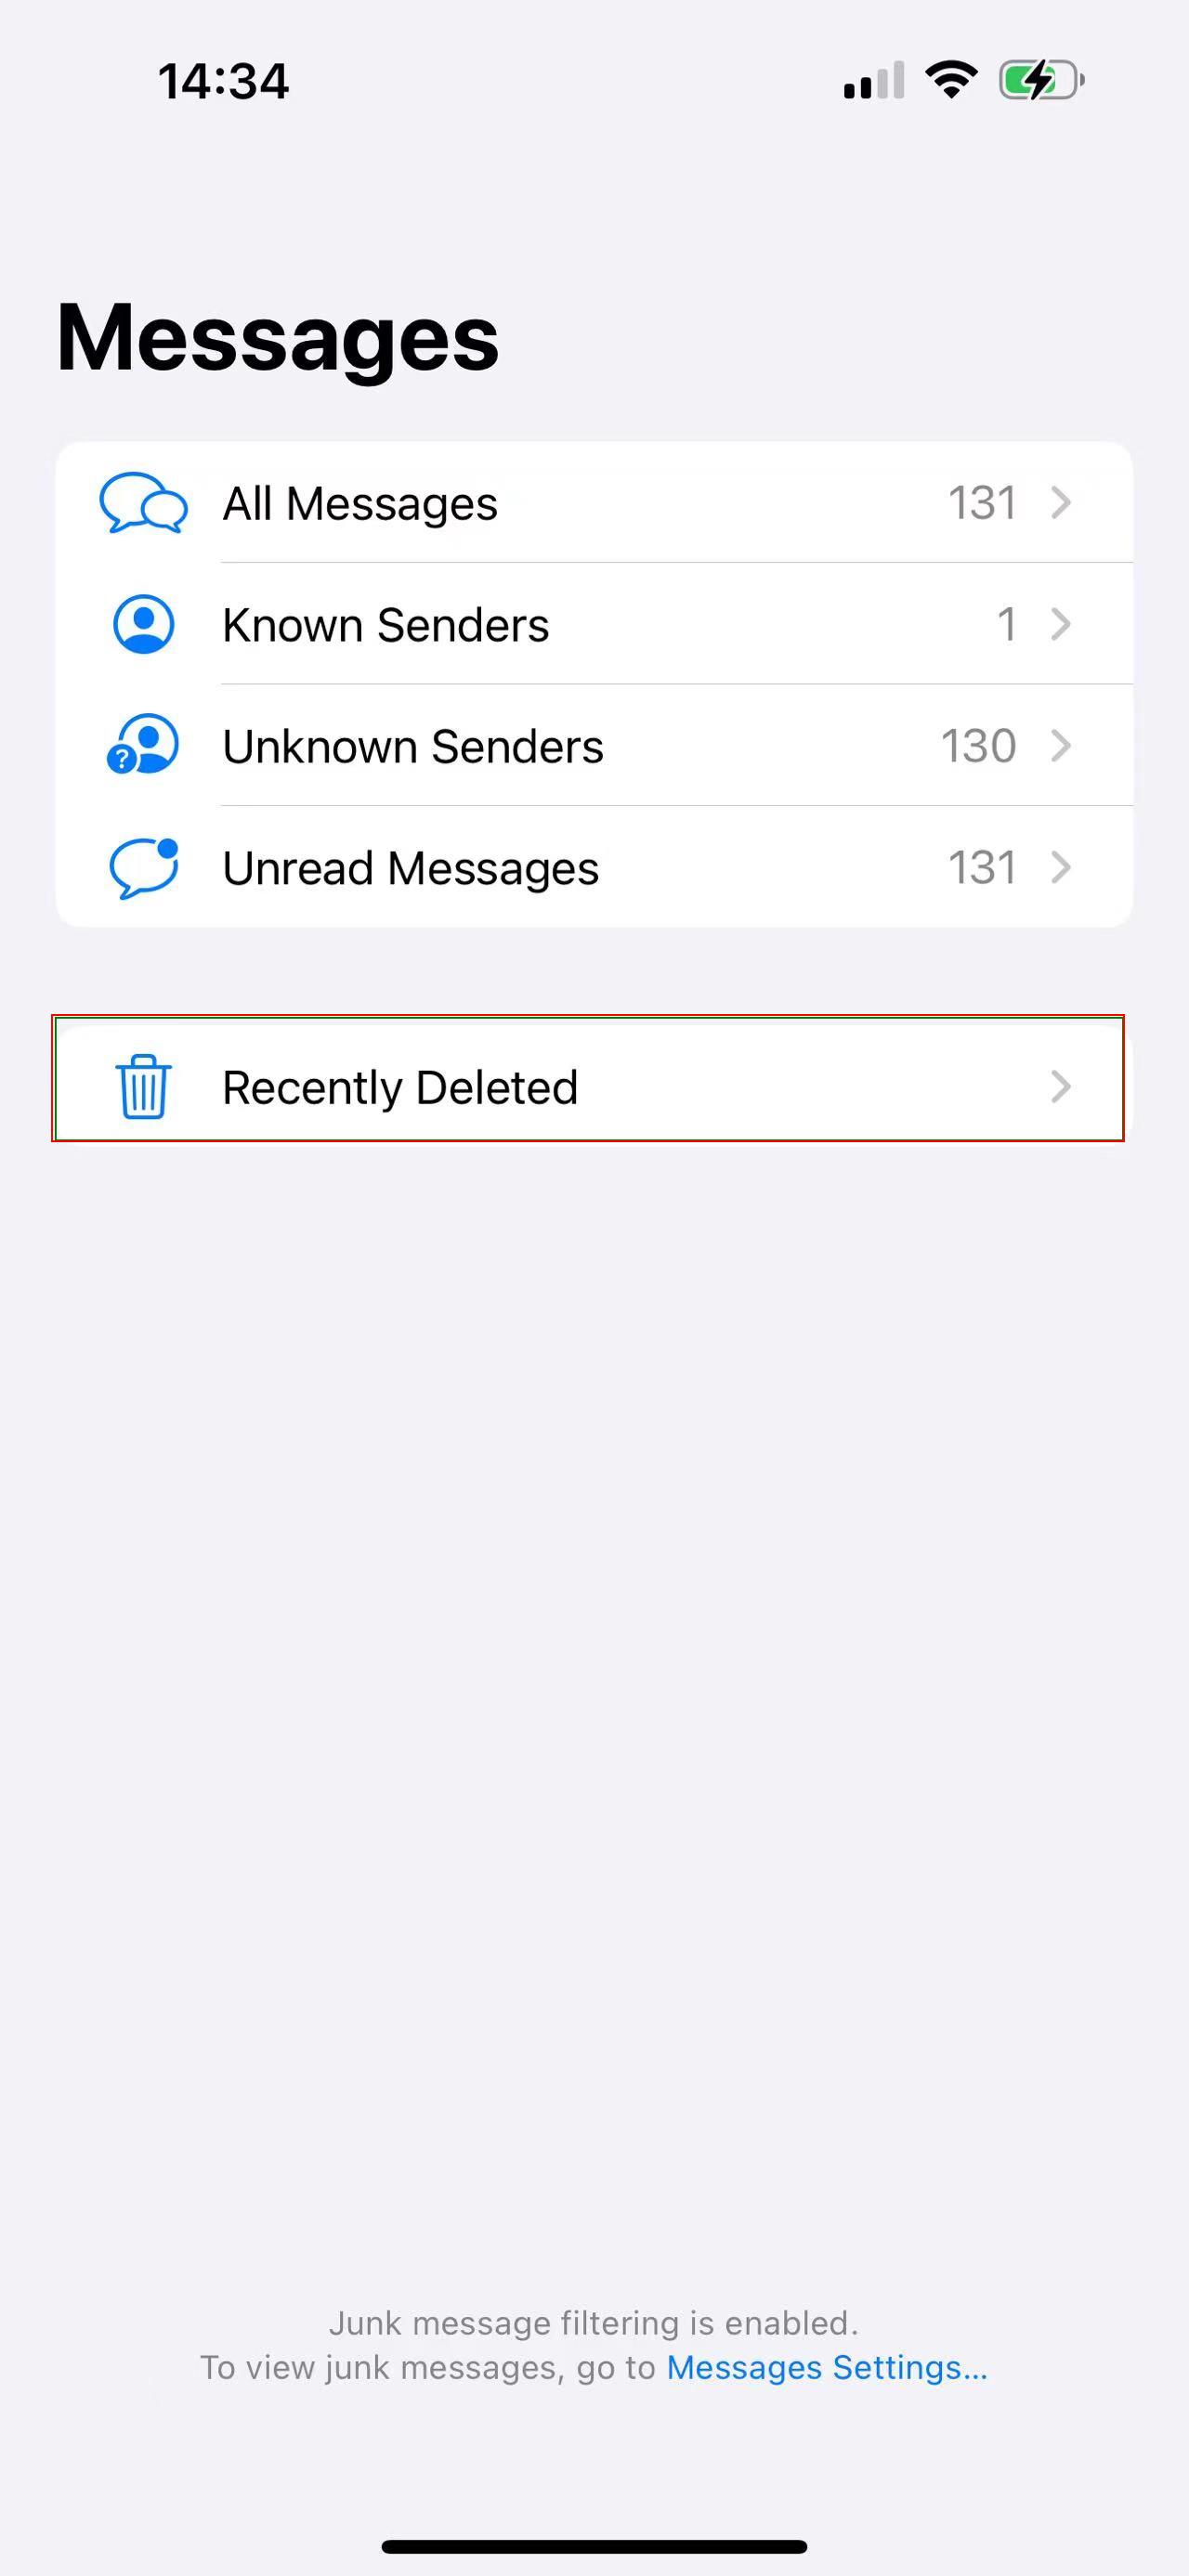 14:34
Messages
All Messages 131
Known Senders 1
? Unknown Senders 130
Unread Messages 131
Recently Deleted
Junk message filtering is enabled.
To view junk messages, go to Messages Settings...